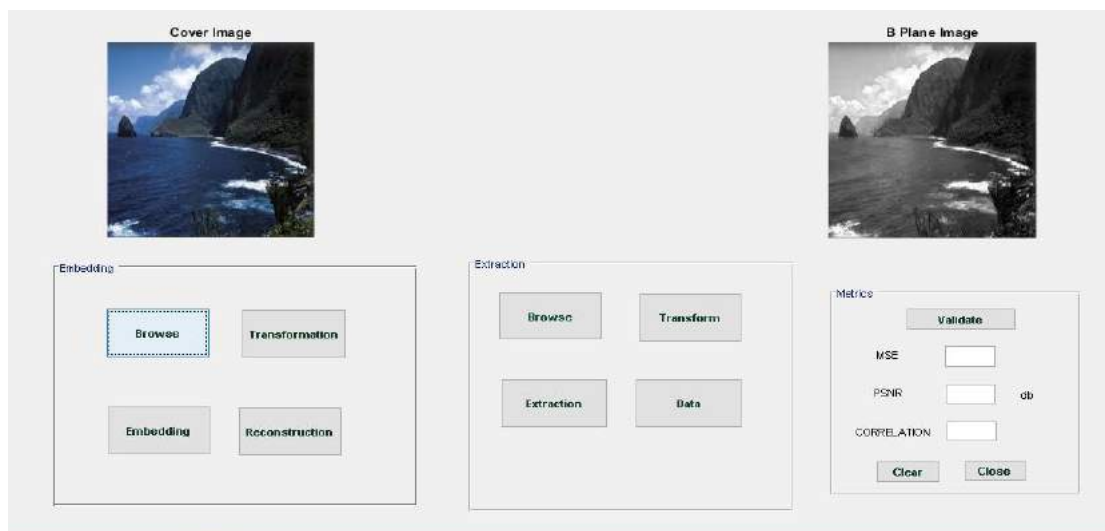 Cover Image
B Plane Image
Embedding
Browse
Transformation
Embedding
Reconstruction
Extraction
Browse
Transform
Extraction
Data
Metrics
Validate
MSE
PSNR
db
CORRELATION
Clear
Close